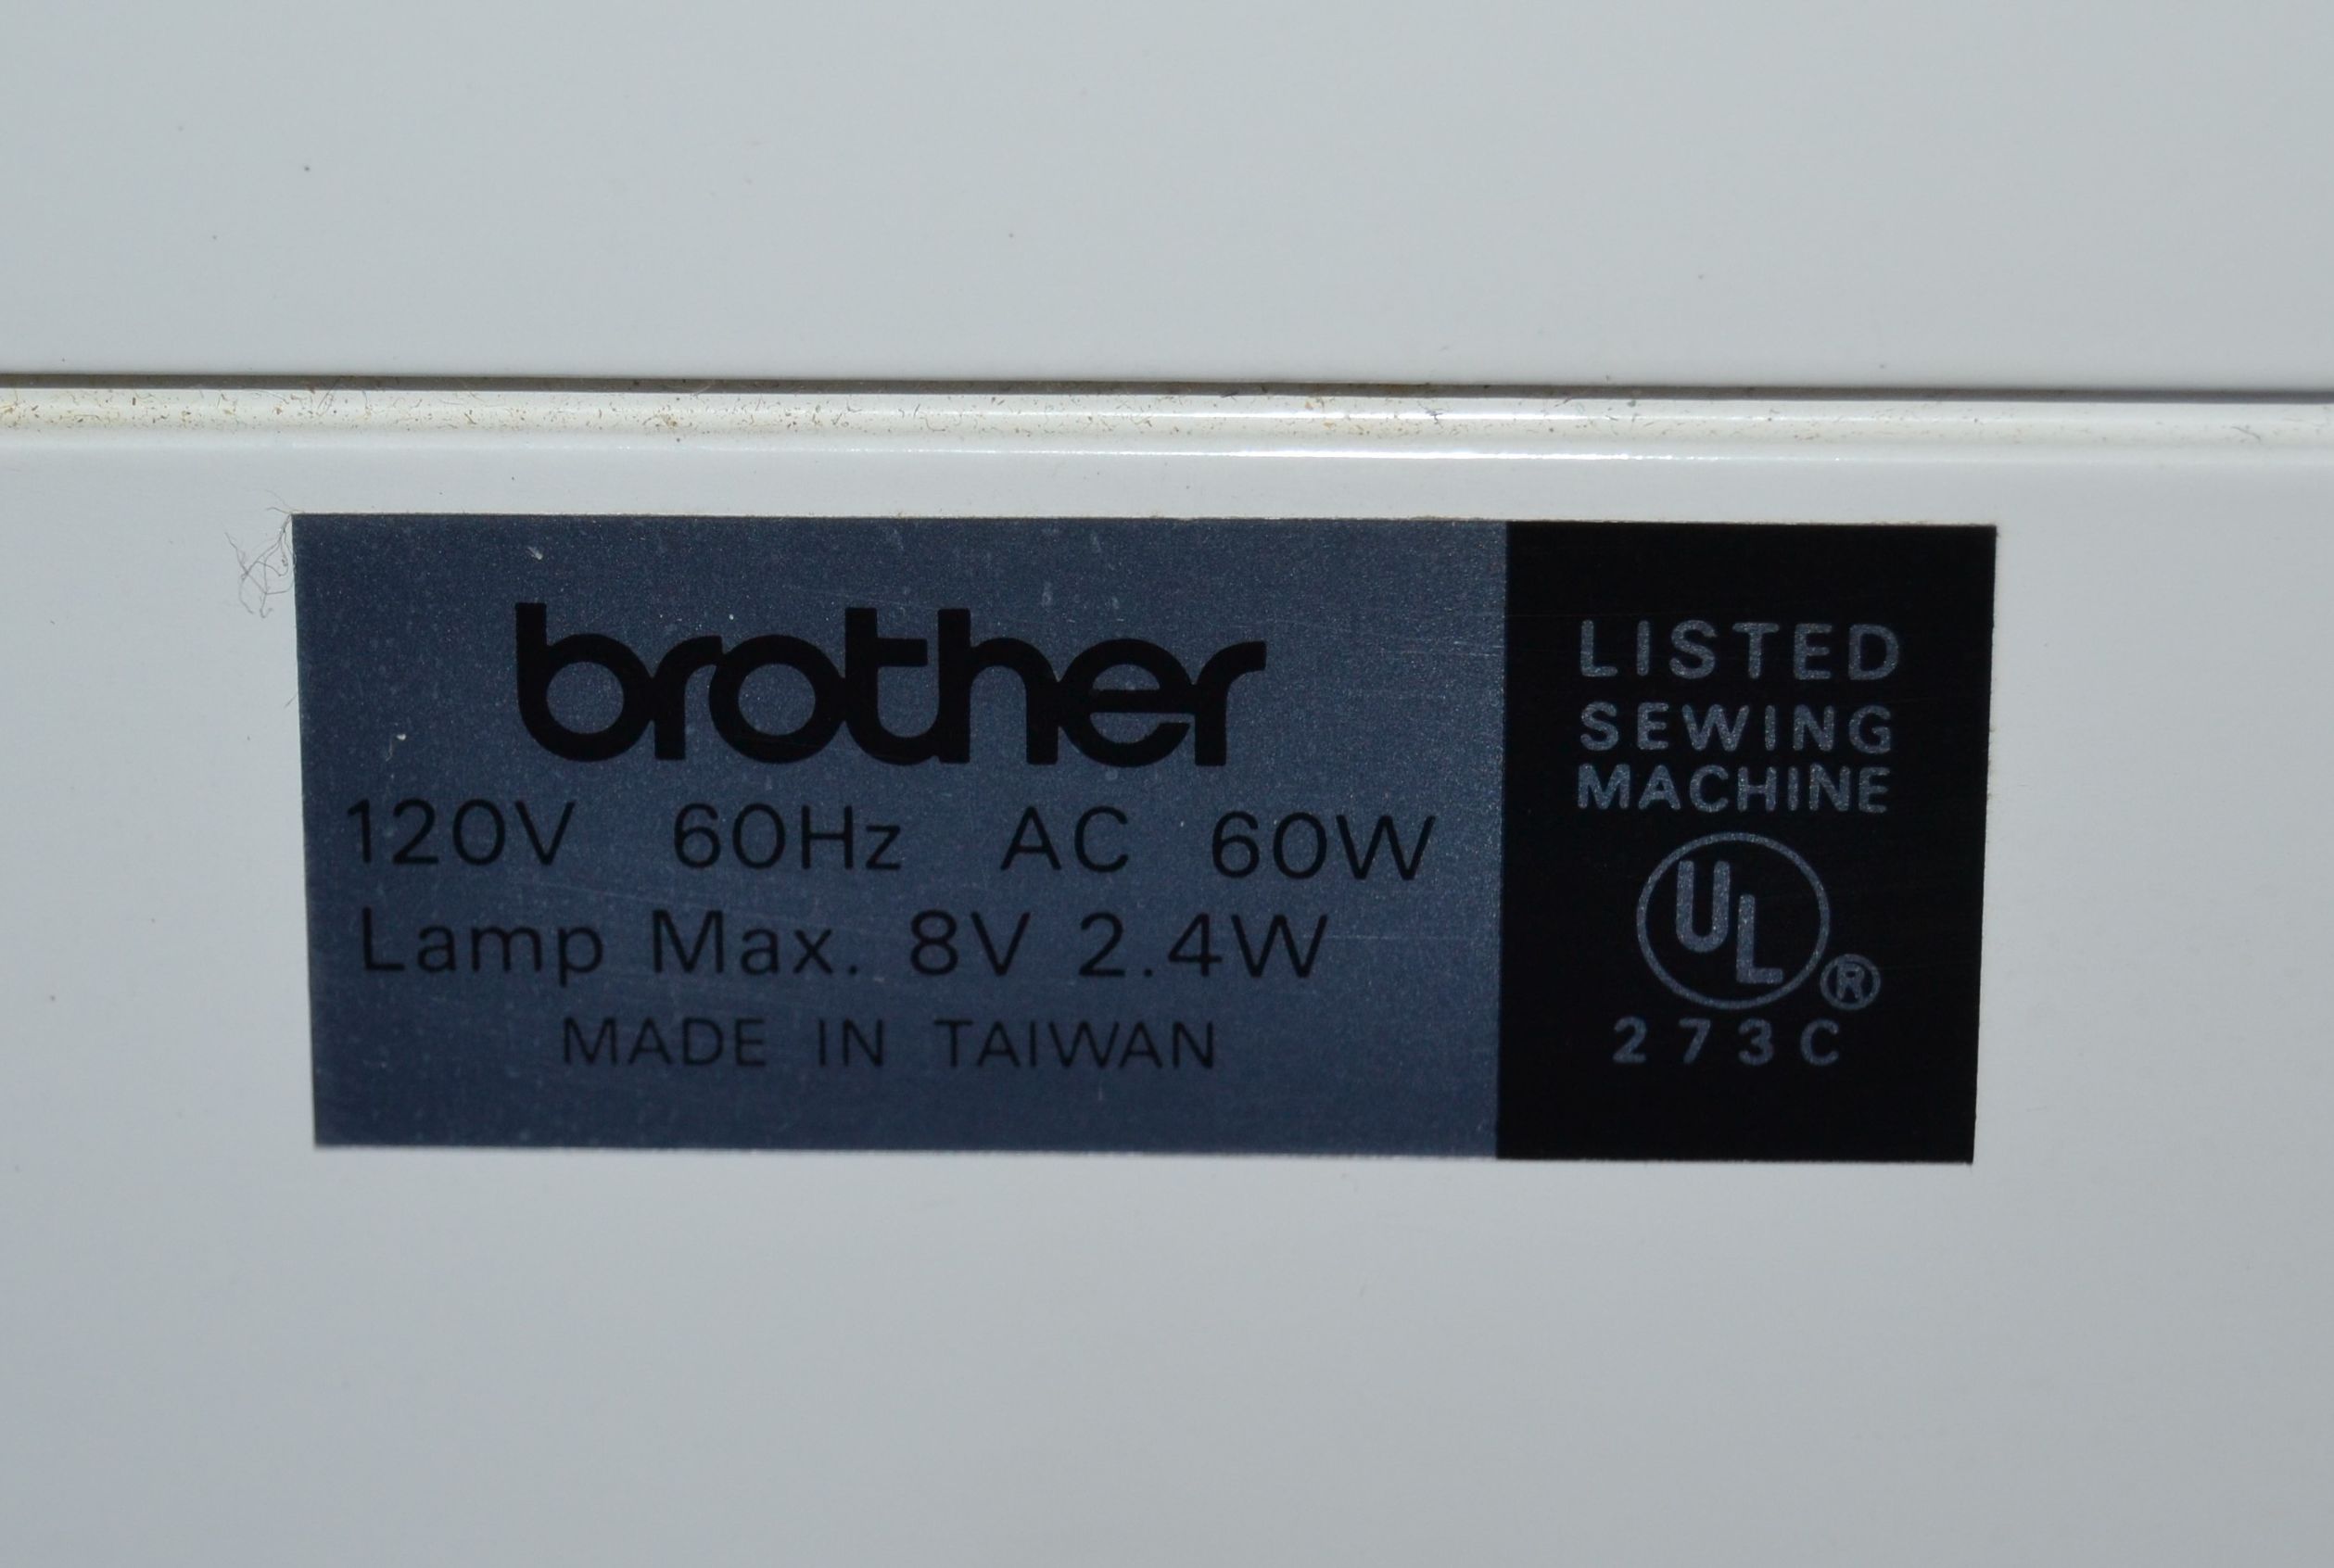 brother
120V 60Hz AC 60W
Lamp Max. 8V 2.4W
MADE IN TAIWAN
LISTED
SEWING
MACHINE
UL®
273C